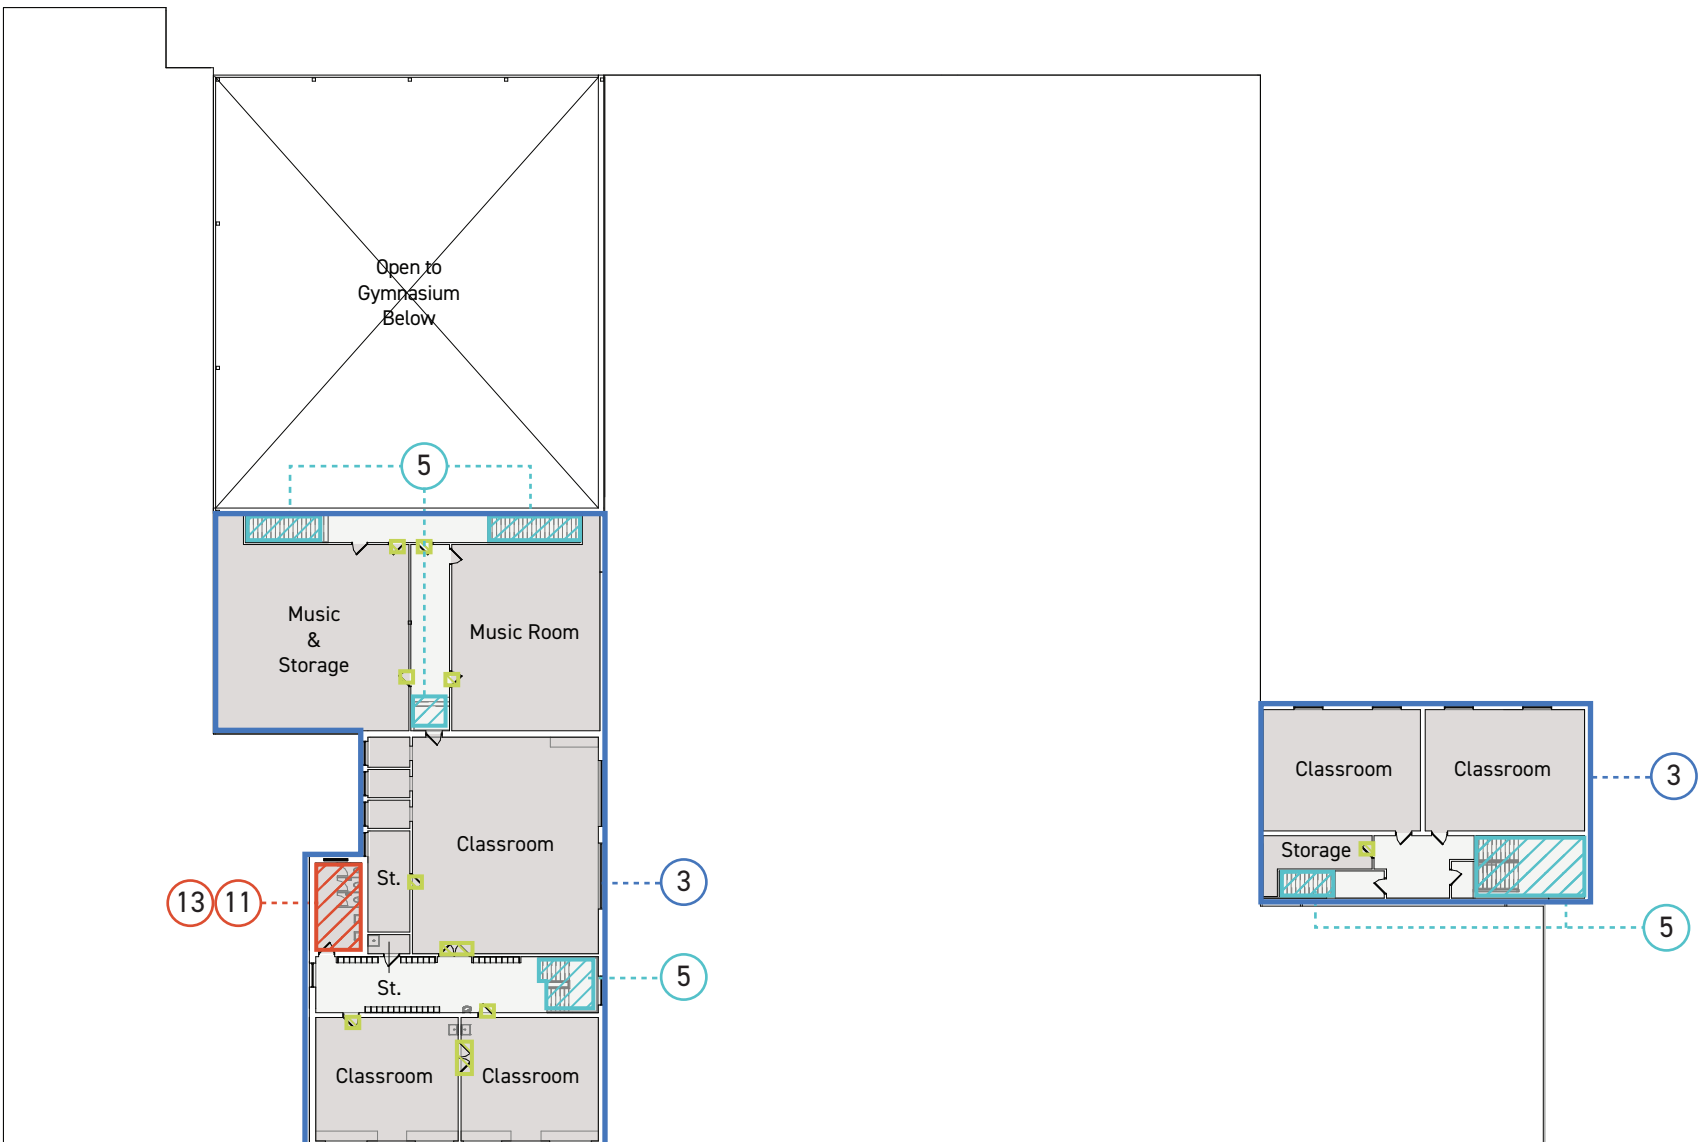 Open to
Gymnasium
Below
5
Music
&
Storage
Music Room
Classroom
Classroom
3
Classroom
Storage
St.
3
13
11
5
St.
5
Classroom
Classroom